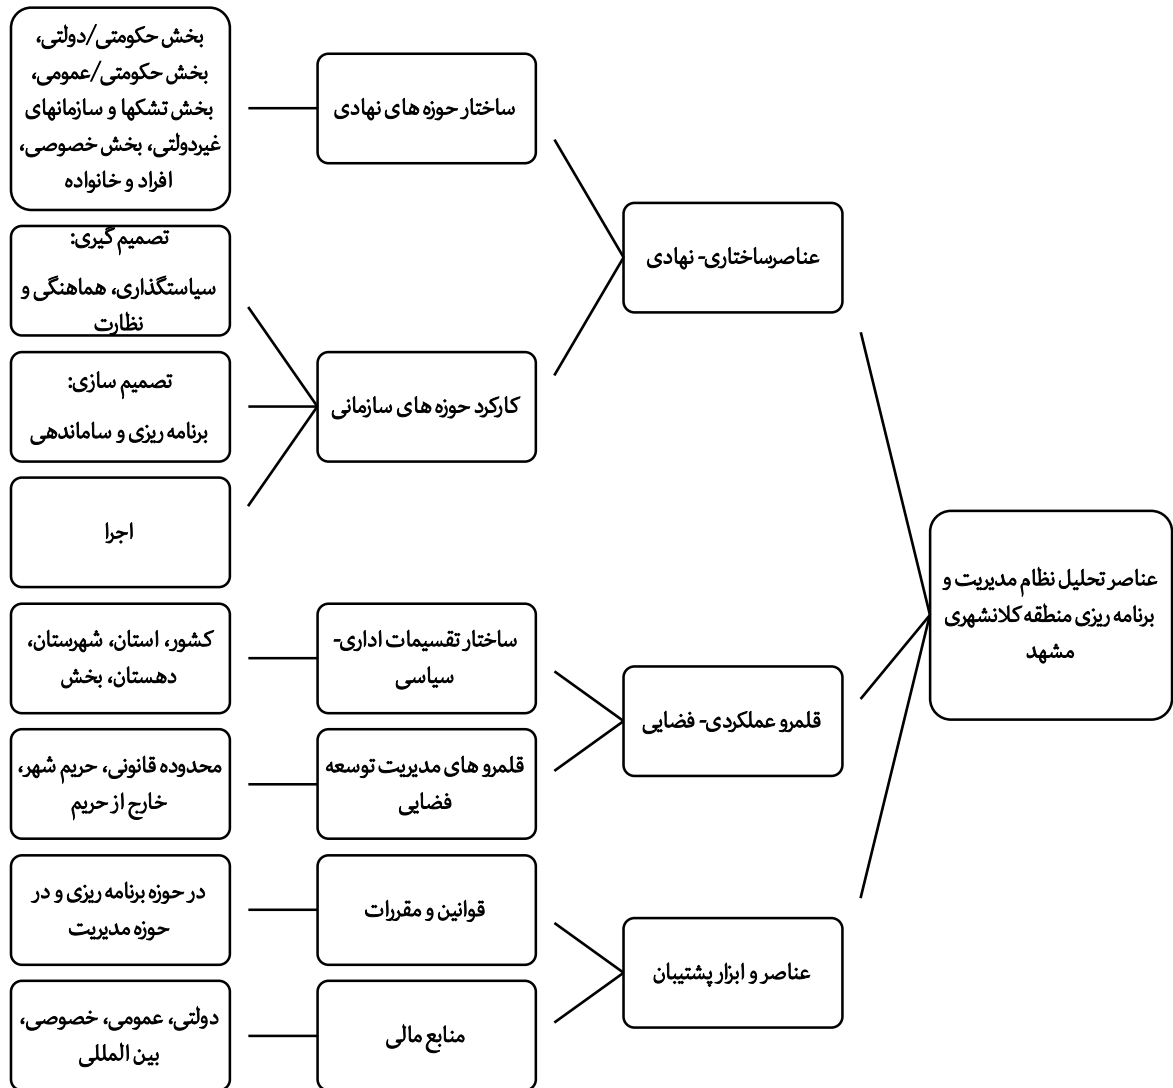 عناصر تحلیل نظام مدیریت و
برنامه ریزی منطقه کلانشهری
مشهد
عناصرساختاری- نهادی
ساختار حوزه های نهادی
بخش حکومتی/دولتی،
بخش حکومتی/عمومی،
بخش تشکها و سازمانهای
غیردولتی، بخش خصوصی،
افراد و خانواده
کارکرد حوزه های سازمانی
تصمیم گیری:
سیاستگذاری، هماهنگی و
نظارت
تصمیم سازی:
برنامه ریزی و ساماندهی
اجرا
قلمرو عملکردی- فضایی
ساختار تقسیمات اداری-
سیاسی
کشور، استان، شهرستان،
دهستان، بخش
قلمرو های مدیریت توسعه
فضایی
محدوده قانونی، حریم شهر،
خارج از حریم
عناصر و ابزار پشتیبان
قوانین و مقررات
در حوزه برنامه ریزی و در
حوزه مدیریت
منابع مالی
دولتی، عمومی، خصوصی،
بین المللی